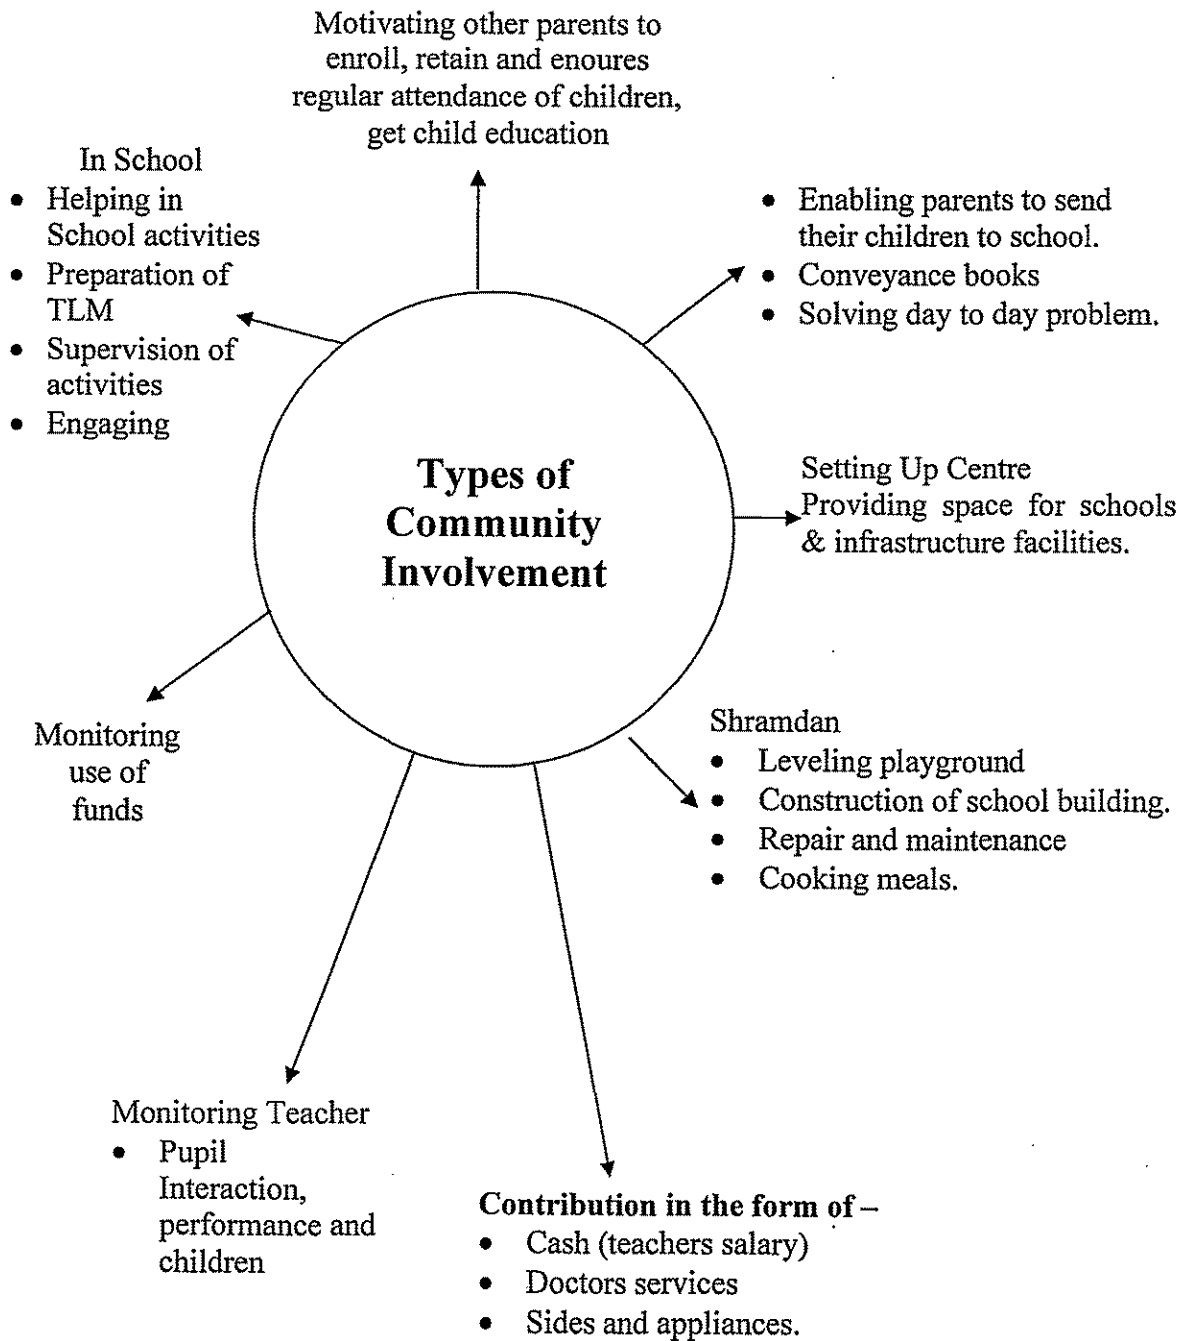 Motivating other parents to
enroll, retain and enoures
regular attendance of children,
get child education
In School
• Helping in
School activities
• Preparation of
TLM
• Supervision of
activities
• Engaging
• Enabling parents to send
their children to school.
• Conveyance books
• Solving day to day problem.
Types of
Community
Involvement
Setting Up Centre
Providing space for schools
& infrastructure facilities.
Monitoring
use of
funds
Shramdan
• Leveling playground
• Construction of school building.
• Repair and maintenance
• Cooking meals.
Monitoring Teacher
• Pupil
Interaction,
performance and
children
Contribution in the form of –
• Cash (teachers salary)
• Doctors services
• Sides and appliances.